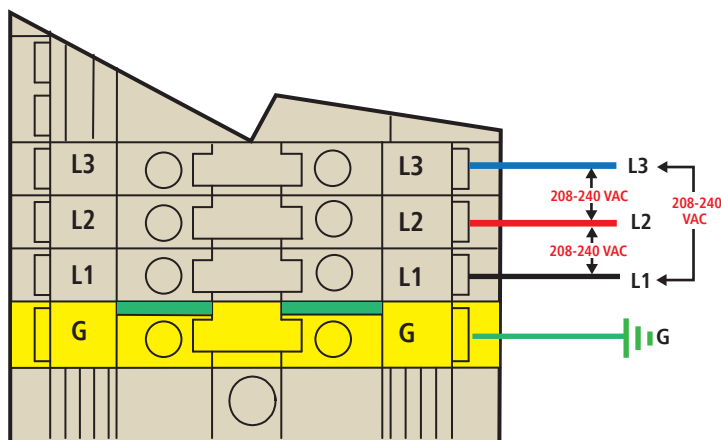 L3 L3 L3
208-240 VAC
208-240
VAC
L2 L2 L2
208-240 VAC
L1 L1 L1
G G G